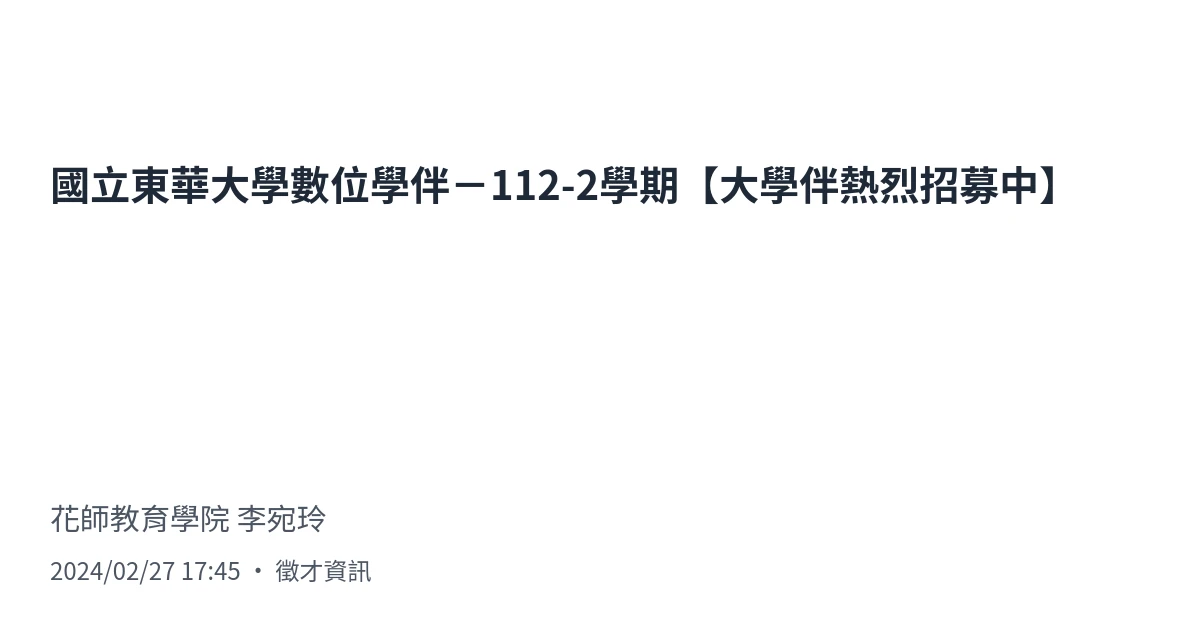 國立東華大學數位學伴－112-2學期【大學伴熱烈招募中】
花師教育學院 李宛玲
2024/02/27 17:45 • 徵才資訊